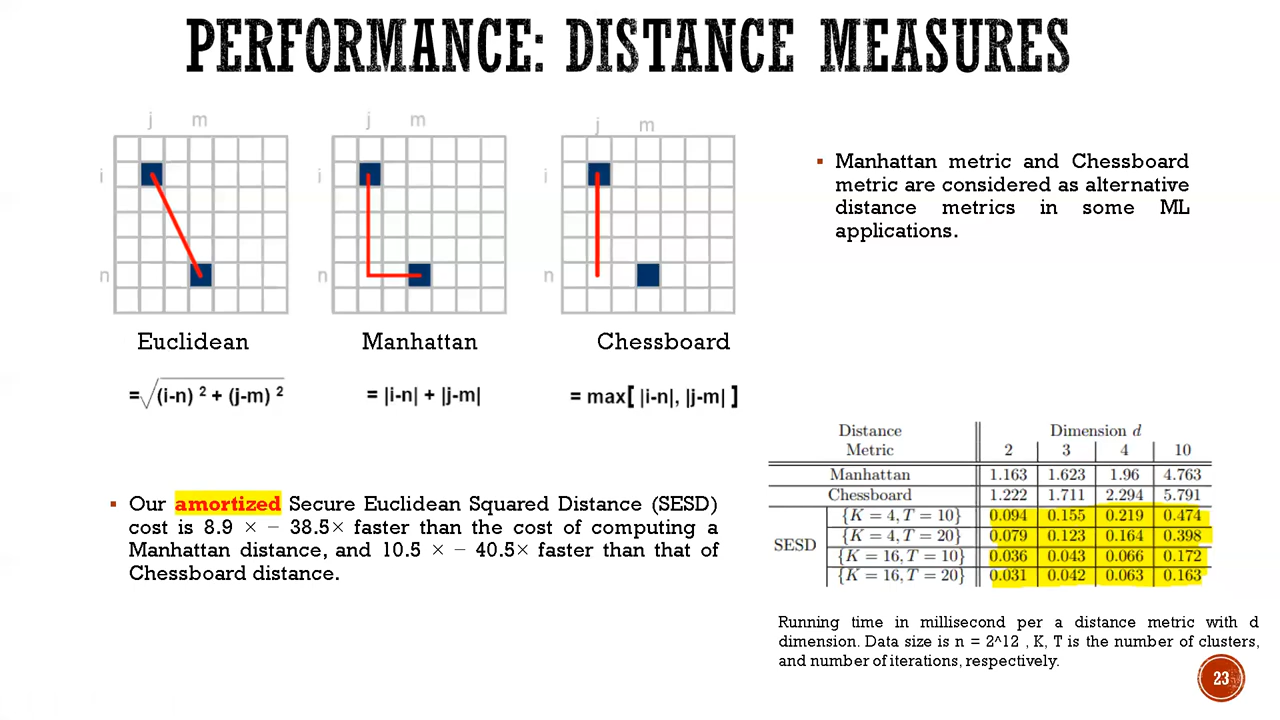 PERFORMANCE: DISTANCE MEASURES
j m
i
n
Euclidean
=√(i-n) 2 + (j-m) 2
j m
i
n
Manhattan
= |i-n| + |j-m|
j m
i
n
Chessboard
= max[ |i-n|, |j-m| ]
▪ Manhattan metric and Chessboard
metric are considered as alternative
distance metrics in some ML
applications.
▪ Our amortized Secure Euclidean Squared Distance (SESD)
cost is 8.9 × − 38.5× faster than the cost of computing a
Manhattan distance, and 10.5 × − 40.5× faster than that of
Chessboard distance.
Distance Dimension d
Metric 2 3 4 10
Manhattan 1.163 1.623 1.96 4.763
Chessboard 1.222 1.711 2.294 5.791
SESD
{K = 4, T = 10} 0.094 0.155 0.219 0.474
{K = 4, T = 20} 0.079 0.123 0.164 0.398
{K = 16, T = 10} 0.036 0.043 0.066 0.172
{K = 16, T = 20} 0.031 0.042 0.063 0.163
Running time in millisecond per a distance metric with d
dimension. Data size is n = 2^12 , K, T is the number of clusters,
and number of iterations, respectively.
23